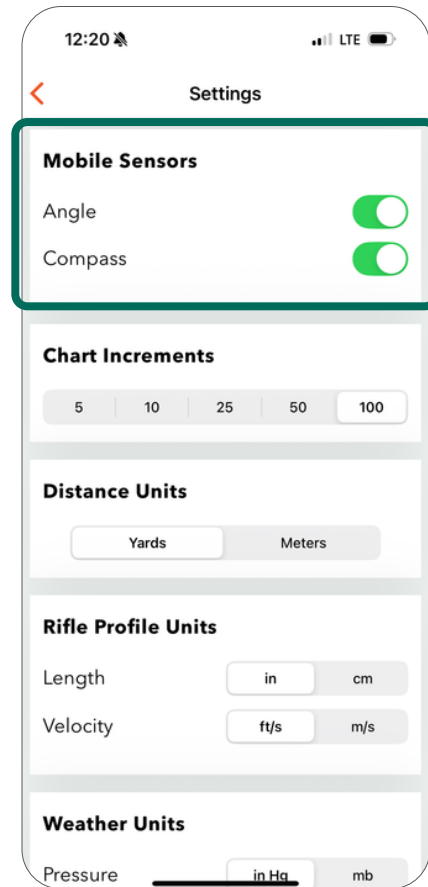 12:20 LTE
Settings
Mobile Sensors
Angle
Compass
Chart Increments
5 10 25 50 100
Distance Units
Yards Meters
Rifle Profile Units
Length in cm
Velocity ft/s m/s
Weather Units
Pressure in Hg mb